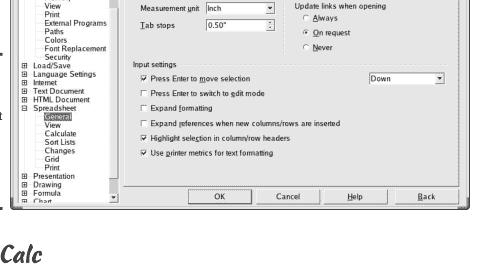 View
Print
External Programs
Paths
Colors
Font Replacement
Security
Load/Save
Language Settings
Internet
Text Document
HTML Document
Spreadsheet
General
View
Calculate
Sort Lists
Changes
Grid
Print
Presentation
Drawing
Formula
Chart
Measurement unit Inch
Tab stops 0.50"
Update links when opening
Always
On request
Never
Input settings
Press Enter to move selection Down
Press Enter to switch to edit mode
Expand formatting
Expand references when new columns/rows are inserted
Highlight selection in column/row headers
Use printer metrics for text formatting
OK Cancel Help Back
Calc